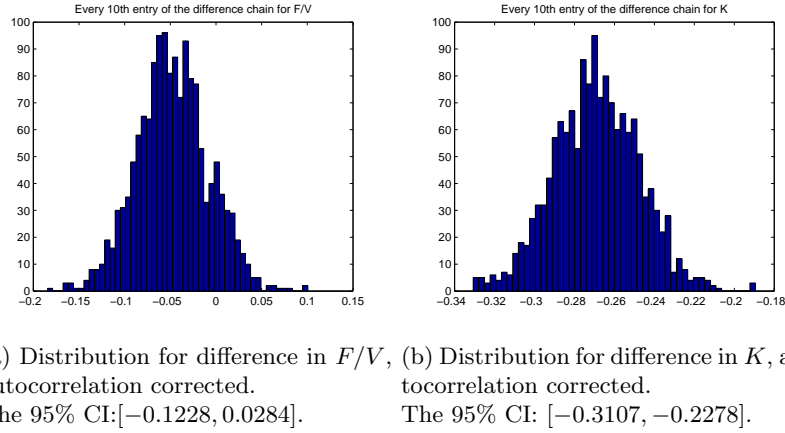 Every 10th entry of the difference chain for F/V
100
90
80
70
60
50
40
30
20
10
0
−0.2 −0.15 −0.1 −0.05 0 0.05 0.1 0.15
Every 10th entry of the difference chain for K
100
90
80
70
60
50
40
30
20
10
0
−0.34 −0.32 −0.3 −0.28 −0.26 −0.24 −0.22 −0.2 −0.18
) Distribution for difference in F/V,
utocorrelation corrected.
he 95% CI:[−0.1228, 0.0284].
(b) Distribution for difference in K, a
tocorrelation corrected.
The 95% CI: [−0.3107, −0.2278].